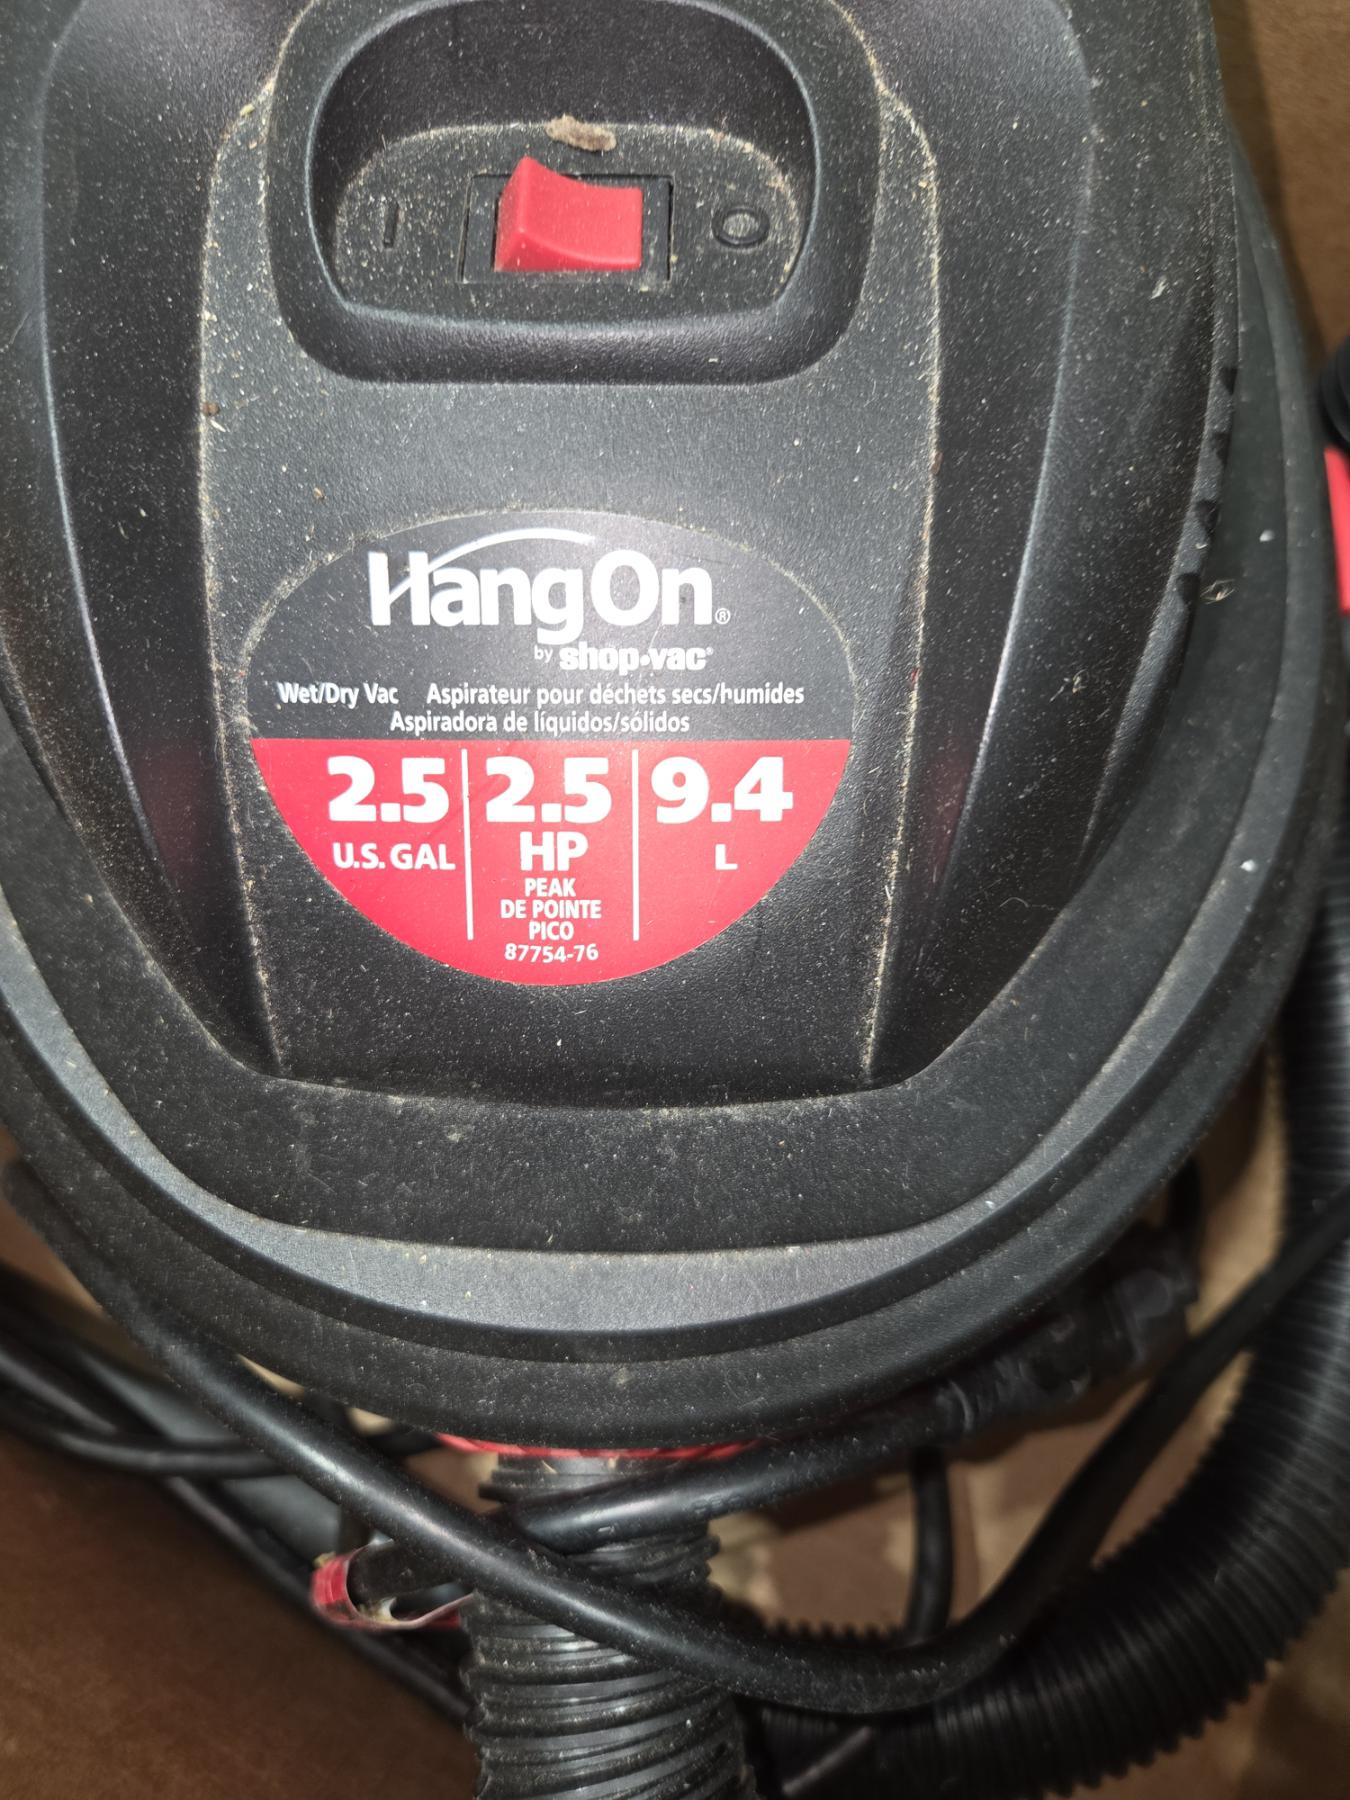 I O
HangOn®
by shop·vac®
Wet/Dry Vac Aspirateur pour déchets secs/humides
Aspiradora de líquidos/sólidos
2.5 2.5 9.4
U.S. GAL HP L
PEAK
DE POINTE
PICO
87754-76